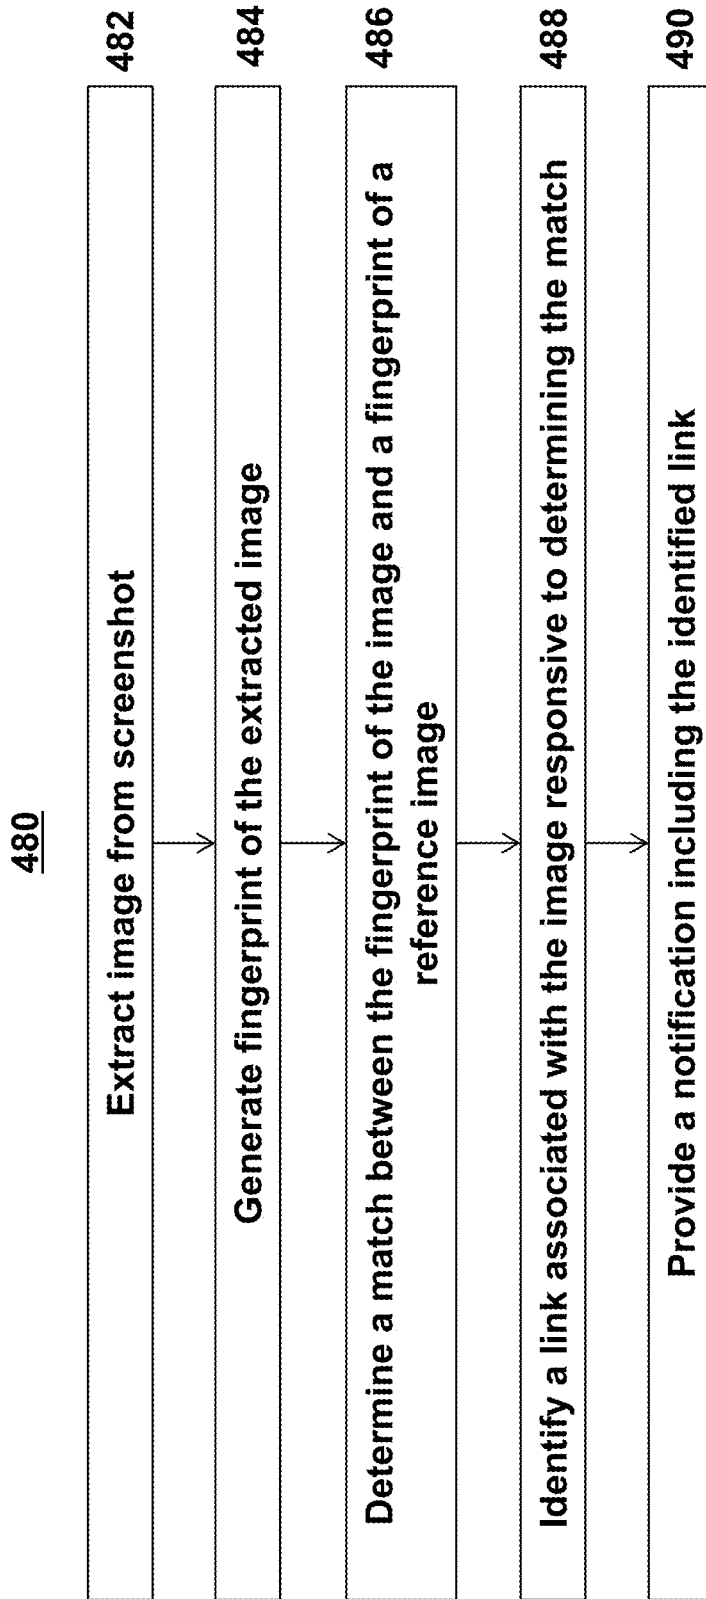 480
Extract image from screenshot
482
Generate fingerprint of the extracted image
484
Determine a match between the fingerprint of the image and a fingerprint of a
reference image
486
Identify a link associated with the image responsive to determining the match
488
Provide a notification including the identified link
490